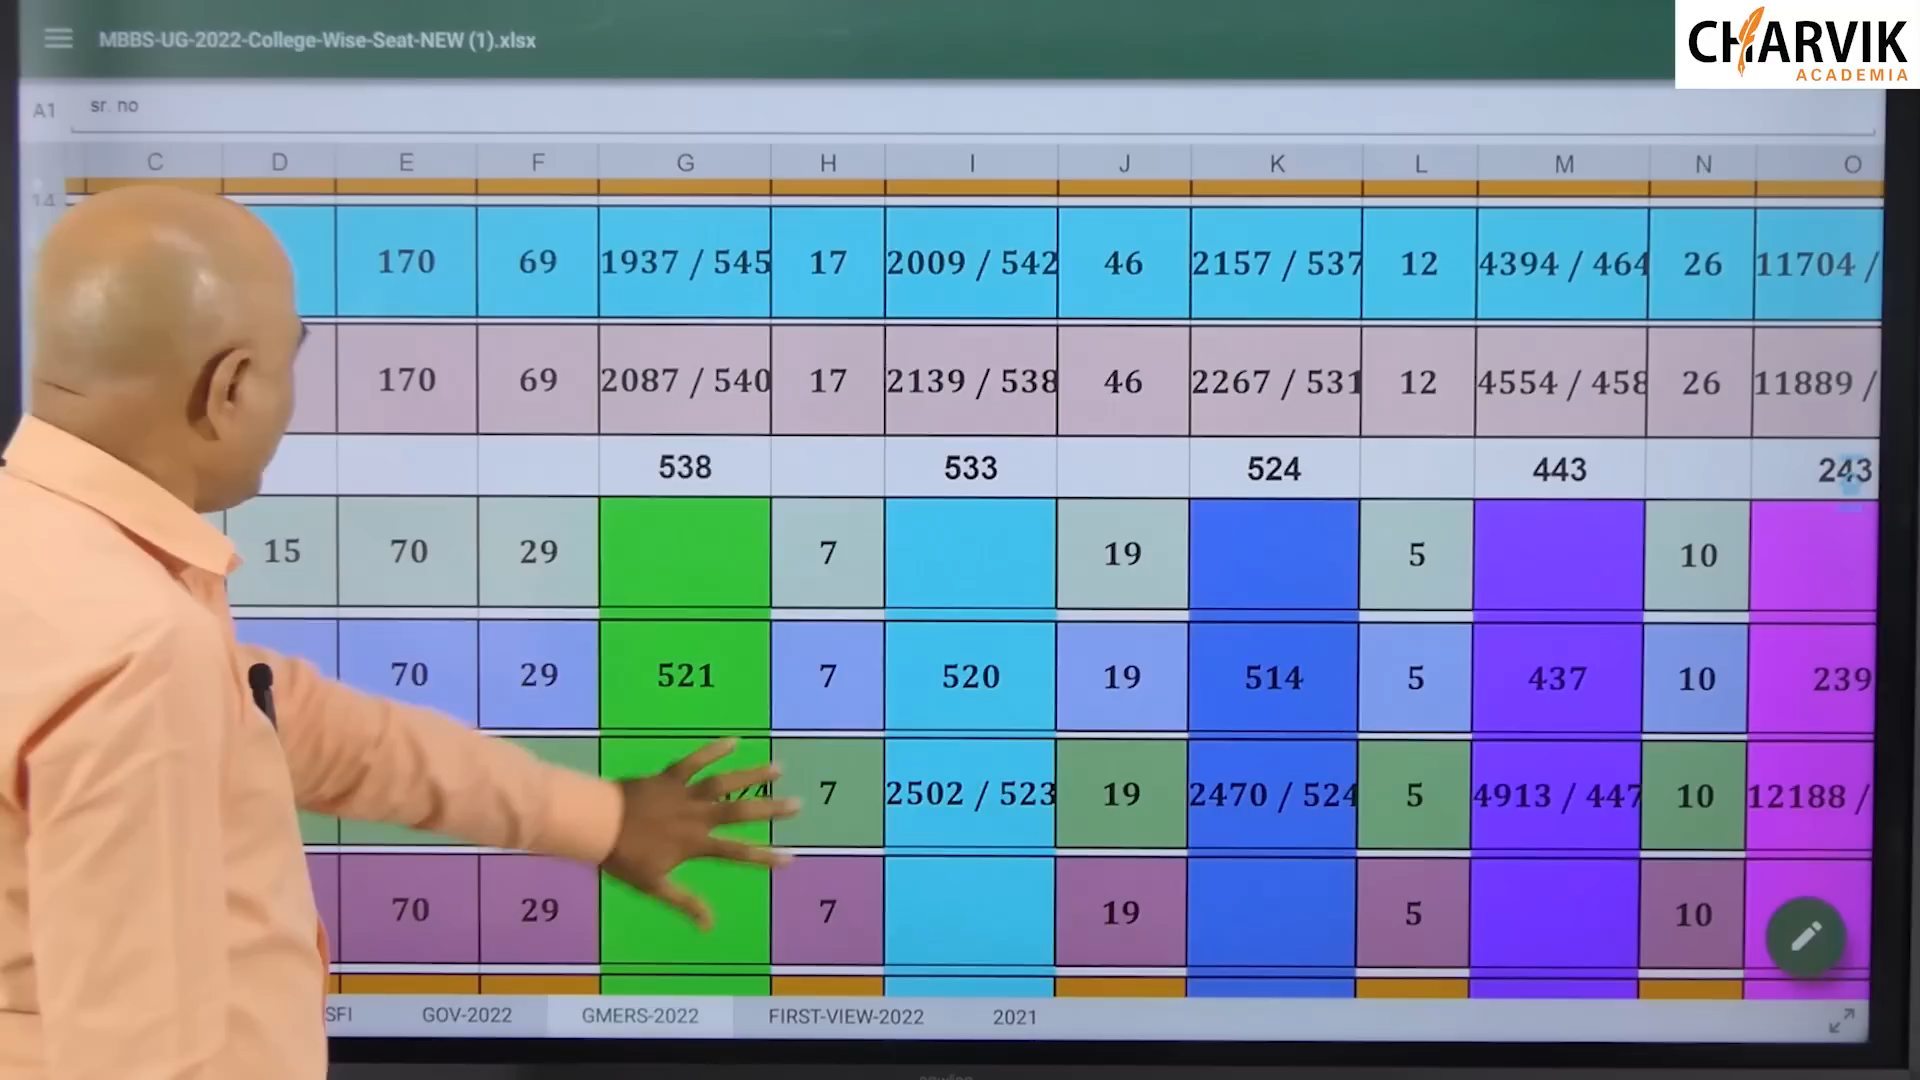 MBBS-UG-2022-College-Wise-Seat-NEW (1).xlsx
CHARVIK
ACADEMIA
A1 sr. no
C D E F G H I J K L M N O
14
170 69 1937 / 545 17 2009 / 542 46 2157 / 537 12 4394 / 464 26 11704 /
170 69 2087 / 540 17 2139 / 538 46 2267 / 531 12 4554 / 458 26 11889 /
538 533 524 443 243
15 70 29 7 19 5 10
70 29 521 7 520 19 514 5 437 10 239
7 2502 / 523 19 2470 / 524 5 4913 / 447 10 12188 /
70 29 7 19 5 10
SFI GOV-2022 GMERS-2022 FIRST-VIEW-2022 2021